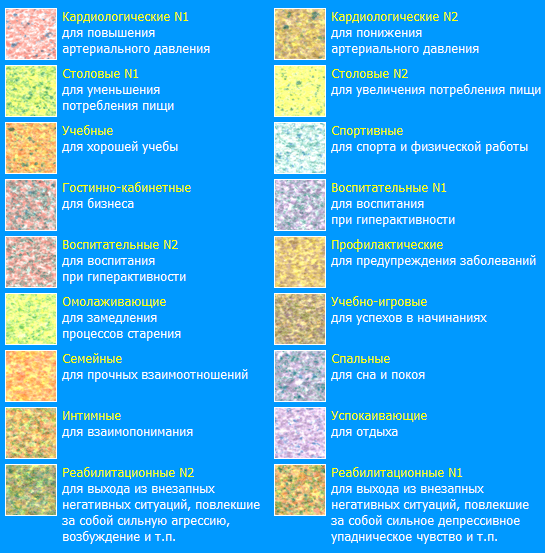 Кардиологические N1
для повышения
артериального давления
Кардиологические N2
для понижения
артериального давления
Столовые N1
для уменьшения
потребления пищи
Столовые N2
для увеличения потребления пищи
Учебные
для хорошей учебы
Спортивные
для спорта и физической работы
Гостинно-кабинетные
для бизнеса
Воспитательные N1
для воспитания
при гиперактивности
Воспитательные N2
для воспитания
при гиперактивности
Профилактические
для предупреждения заболеваний
Омолаживающие
для замедления
процессов старения
Учебно-игровые
для успехов в начинаниях
Семейные
для прочных взаимоотношений
Спальные
для сна и покоя
Интимные
для взаимопонимания
Успокаивающие
для отдыха
Реабилитационные N2
для выхода из внезапных
негативных ситуаций, повлекшие
за собой сильную агрессию,
возбуждение и т.п.
Реабилитационные N1
для выхода из внезапных
негативных ситуаций, повлекшие
за собой сильное депрессивное
упадническое чувство и т.п.